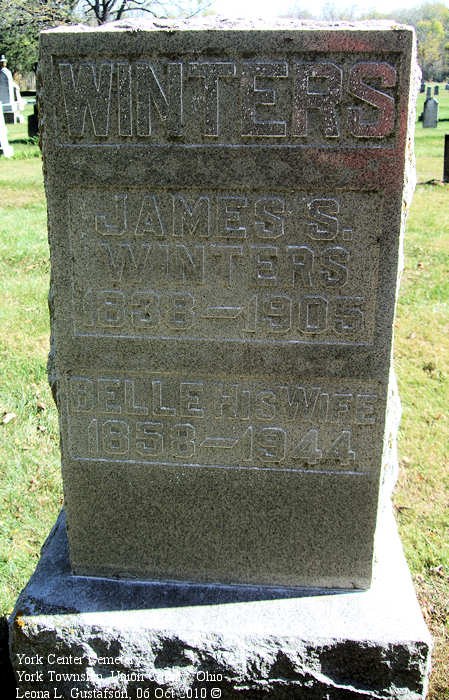 WINTERS
JAMES S.
WINTERS
1838–1905
BELLE HIS WIFE
1858–1944
York Center Cemetery
York Township, Union County, Ohio
Leona L. Gustafson, 06 Oct 2010 ©